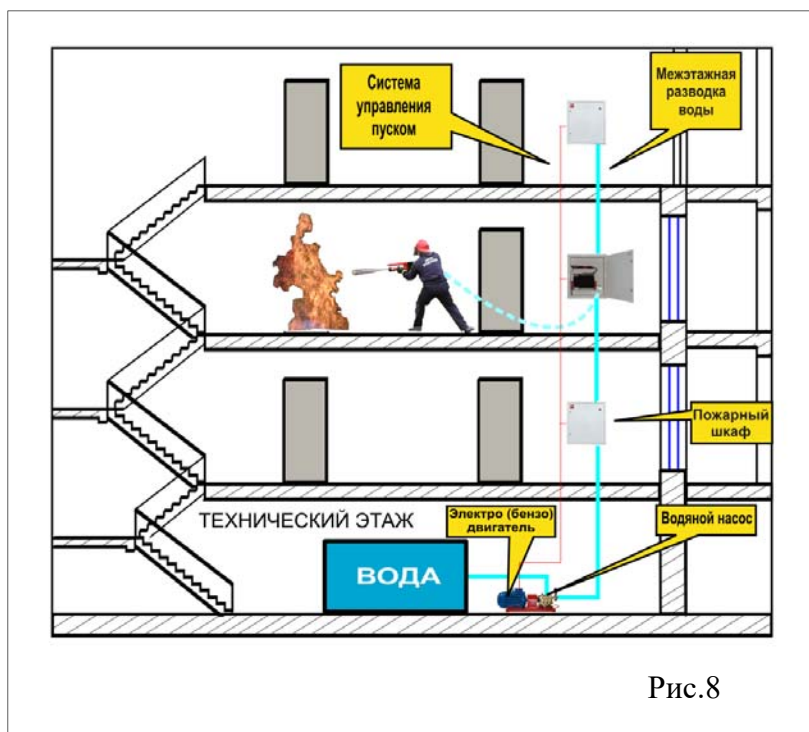 Система
управления
пуском
Межэтажная
разводка
воды
Пожарный
шкаф
ТЕХНИЧЕСКИЙ ЭТАЖ
Электро (бензо)
двигатель
Водяной насос
ВОДА
Рис.8